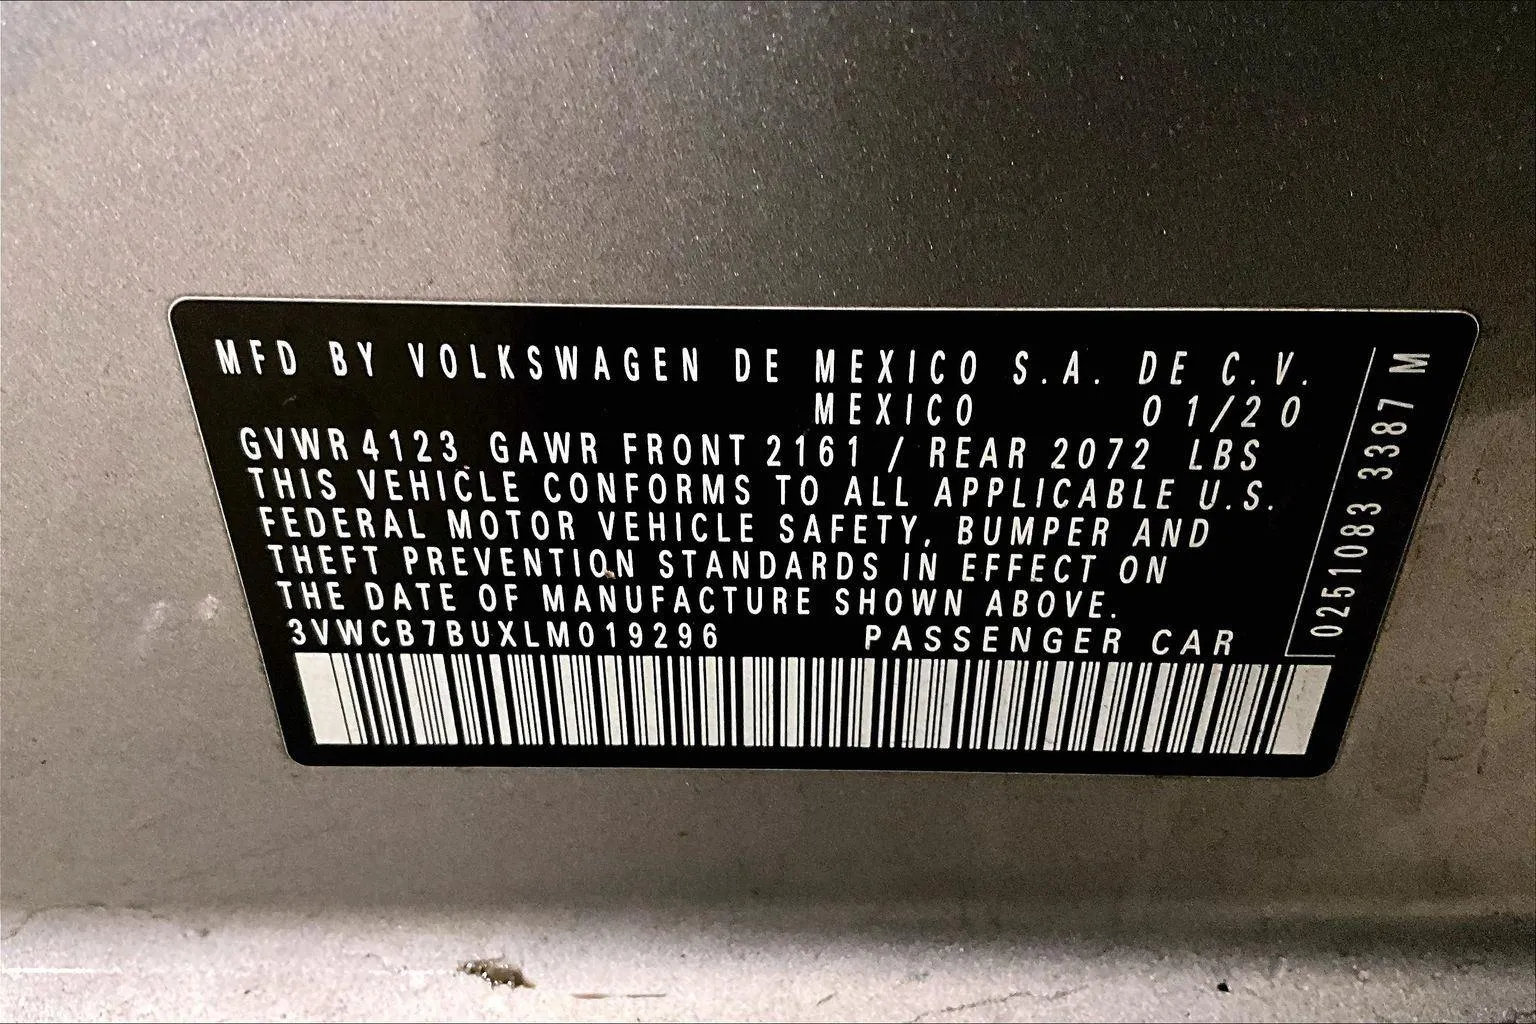 MFD BY VOLKSWAGEN DE MEXICO S.A. DE C.V.
MEXICO 01/20
GVWR 4123 GAWR FRONT 2161 / REAR 2072 LBS
THIS VEHICLE CONFORMS TO ALL APPLICABLE U.S.
FEDERAL MOTOR VEHICLE SAFETY, BUMPER AND
THEFT PREVENTION STANDARDS IN EFFECT ON
THE DATE OF MANUFACTURE SHOWN ABOVE.
3VWCB7BUXLM019296 PASSENGER CAR
0251083 3387 M